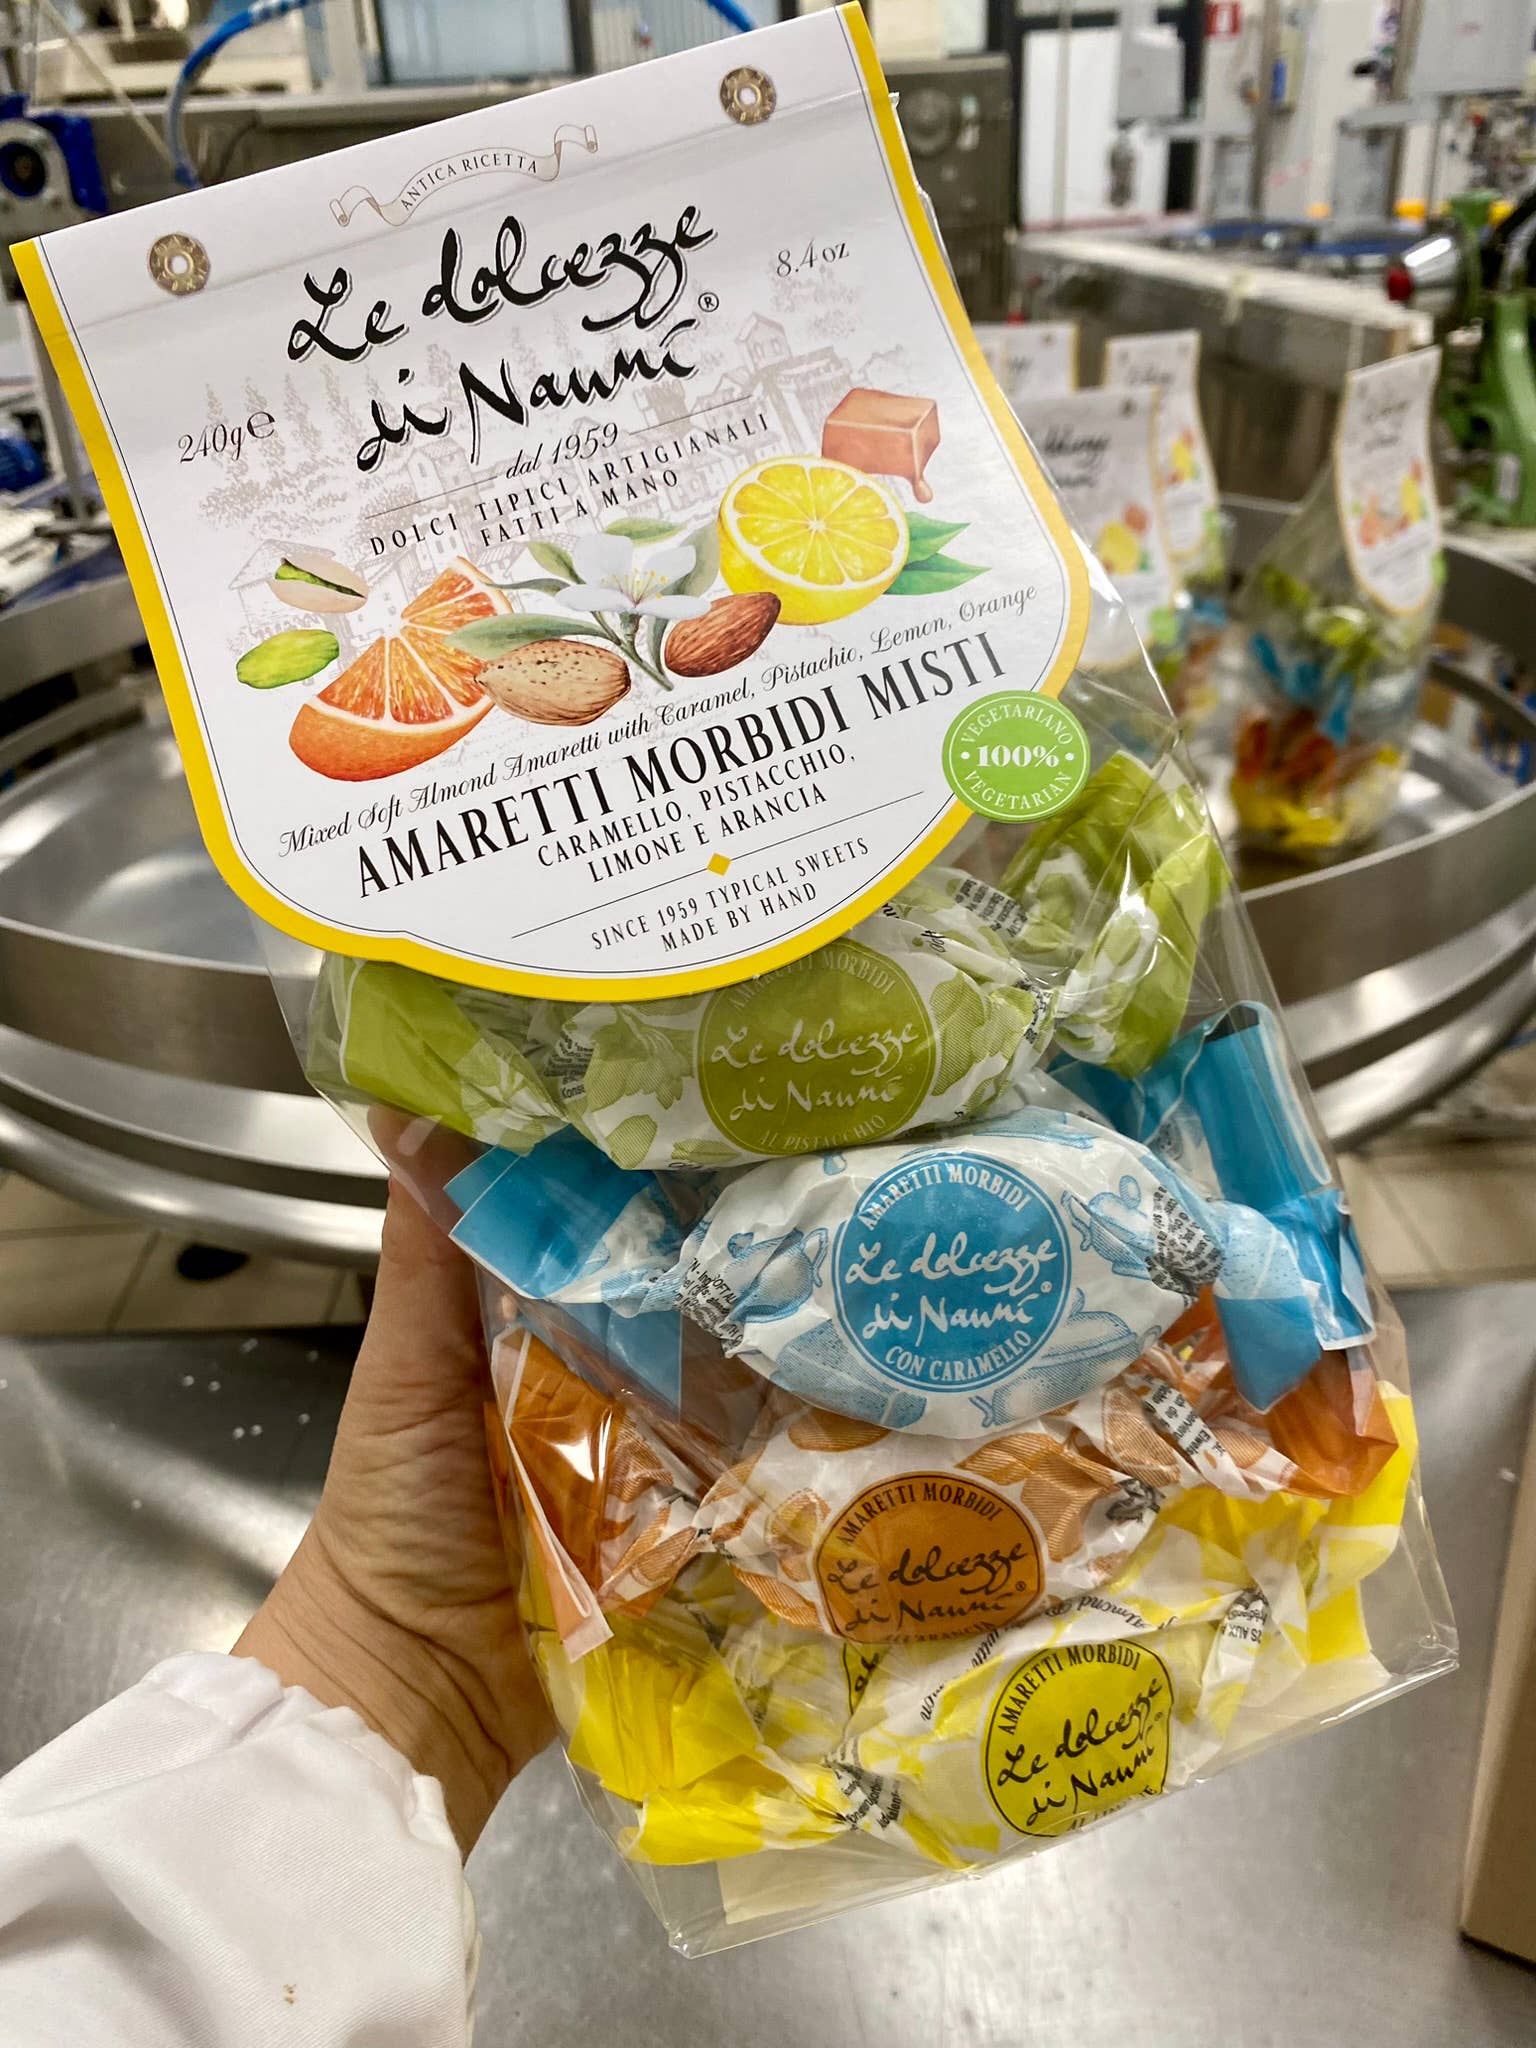 ANTICA RICETTA
Le dolcezze
di Nanni®
8.4 oz
240g e
dal 1959
DOLCI TIPICI ARTIGIANALI
FATTI A MANO
Mixed Soft Almond Amaretti with Caramel, Pistachio, Lemon, Orange
AMARETTI MORBIDI MISTI
CARAMELLO, PISTACCHIO,
LIMONE E ARANCIA
SINCE 1959 TYPICAL SWEETS
MADE BY HAND
VEGETARIANO
100%
VEGETARIAN
AMARETTI MORBIDI
Le dolcezze
di Nanni
AL PISTACCHIO
AMARETTI MORBIDI
Le dolcezze
di Nanni®
CON CARAMELLO
AMARETTI MORBIDI
Le dolcezze
di Nanni®
ALL'ARANCIA
AMARETTI MORBIDI
Le dolcezze
di Nanni®